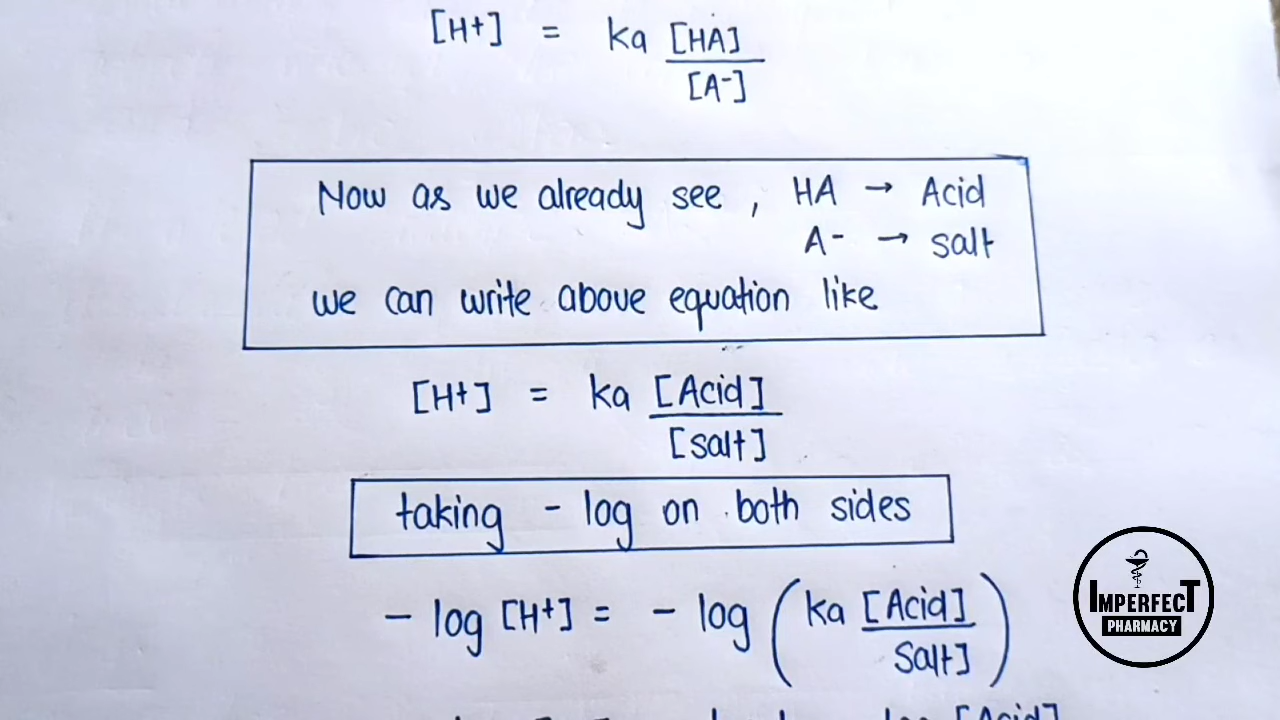 [H+] = ka [HA]
[A-]
Now as we already see, HA → Acid
A- → salt
we can write above equation like
[H+] = ka [Acid]
[salt]
taking - log on both sides
- log [H+] = - log ( ka [Acid] )
Salt]
IMPERFECT
PHARMACY
[Acid]